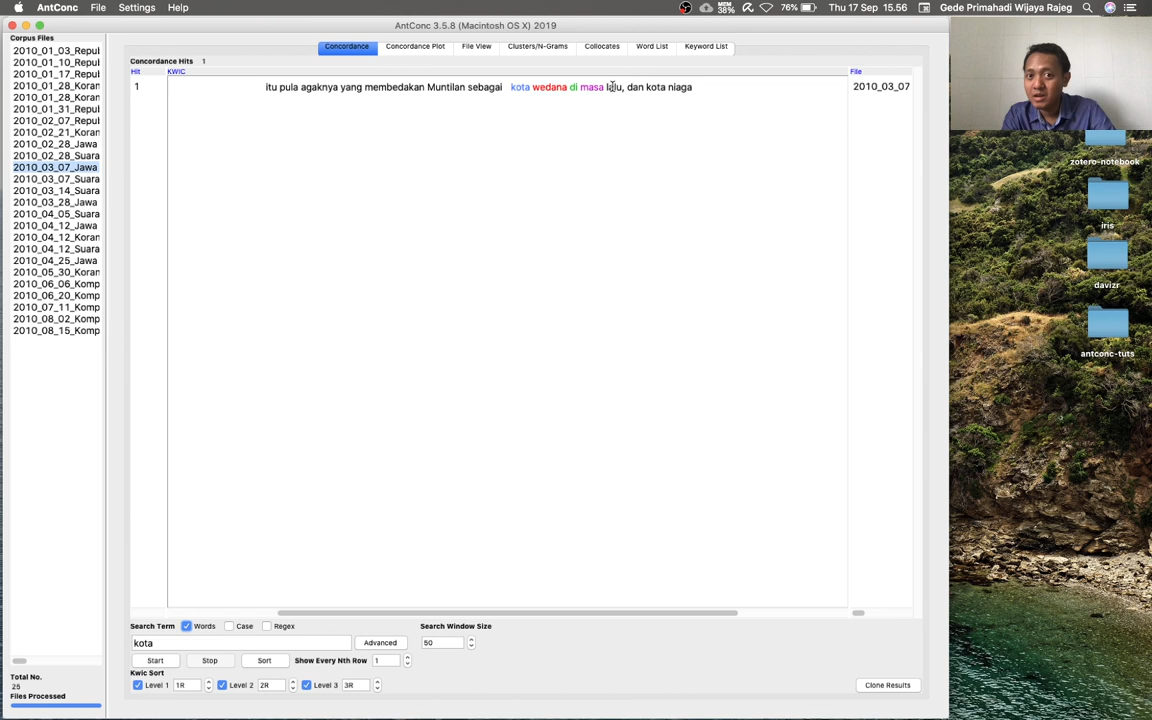 AntConc File Settings Help
MEM 38% 76% Thu 17 Sep 15.56 Gede Primahadi Wijaya Rajeg
AntConc 3.5.8 (Macintosh OS X) 2019
Corpus Files
2010_01_03_Repub
2010_01_10_Repub
2010_01_17_Repub
2010_01_28_Koran
2010_01_28_Koran
2010_01_31_Repub
2010_02_07_Repub
2010_02_21_Koran
2010_02_28_Jawa
2010_02_28_Suara
2010_03_07_Jawa
2010_03_07_Suara
2010_03_14_Suara
2010_03_28_Jawa
2010_04_05_Suara
2010_04_12_Jawa
2010_04_12_Koran
2010_04_12_Suara
2010_04_25_Jawa
2010_05_30_Koran
2010_06_06_Komp
2010_06_20_Komp
2010_07_11_Komp
2010_08_02_Komp
2010_08_15_Komp
Total No.
25
Files Processed
Concordance Concordance Plot File View Clusters/N-Grams Collocates Word List Keyword List
Concordance Hits 1
Hit KWIC File
1 itu pula agaknya yang membedakan Muntilan sebagai kota wedana di masa lalu, dan kota niaga 2010_03_07
Search Term Words Case Regex Search Window Size
kota Advanced 50
Start Stop Sort Show Every Nth Row 1
Kwic Sort
Level 1 1R Level 2 2R Level 3 3R Clone Results
zotero-notebook
iris
davizr
antconc-tuts